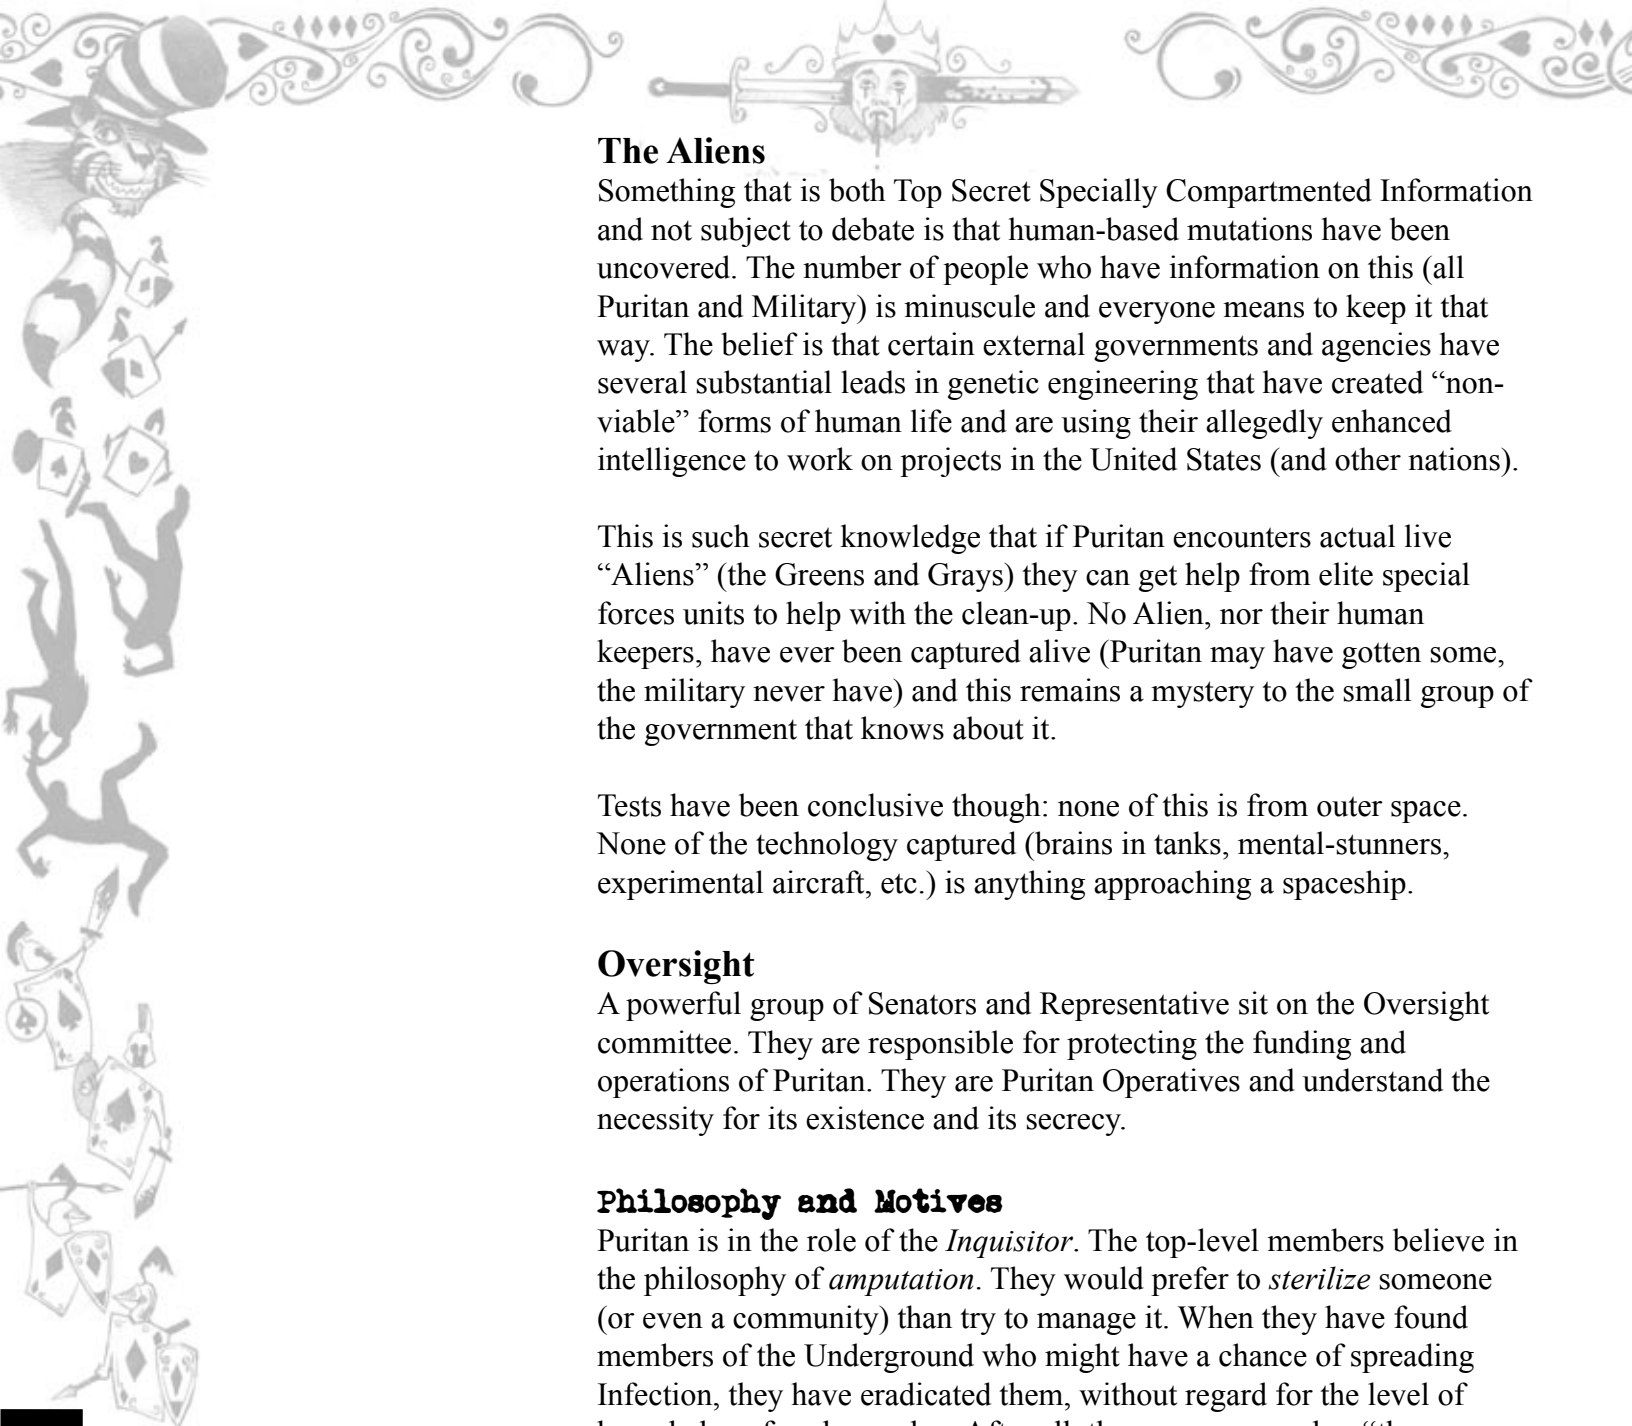 The Aliens
Something that is both Top Secret Specially Compartmented Information
and not subject to debate is that human-based mutations have been
uncovered. The number of people who have information on this (all
Puritan and Military) is minuscule and everyone means to keep it that
way. The belief is that certain external governments and agencies have
several substantial leads in genetic engineering that have created “non-
viable” forms of human life and are using their allegedly enhanced
intelligence to work on projects in the United States (and other nations).
This is such secret knowledge that if Puritan encounters actual live
“Aliens” (the Greens and Grays) they can get help from elite special
forces units to help with the clean-up. No Alien, nor their human
keepers, have ever been captured alive (Puritan may have gotten some,
the military never have) and this remains a mystery to the small group of
the government that knows about it.
Tests have been conclusive though: none of this is from outer space.
None of the technology captured (brains in tanks, mental-stunners,
experimental aircraft, etc.) is anything approaching a spaceship.
Oversight
A powerful group of Senators and Representative sit on the Oversight
committee. They are responsible for protecting the funding and
operations of Puritan. They are Puritan Operatives and understand the
necessity for its existence and its secrecy.
Philosophy and Motives
Puritan is in the role of the Inquisitor. The top-level members believe in
the philosophy of amputation. They would prefer to sterilize someone
(or even a community) than try to manage it. When they have found
members of the Underground who might have a chance of spreading
Infection, they have eradicated them, without regard for the level of